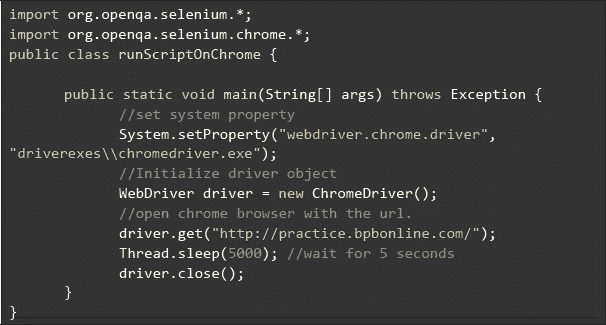 import org.openqa.selenium.*;
import org.openqa.selenium.chrome.*;
public class runScriptOnChrome {
public static void main(String[] args) throws Exception {
//set system property
System.setProperty("webdriver.chrome.driver",
"driverexes\\chromedriver.exe");
//Initialize driver object
WebDriver driver = new ChromeDriver();
//open chrome browser with the url.
driver.get("http://practice.bpbonline.com/");
Thread.sleep(5000); //wait for 5 seconds
driver.close();
}
}